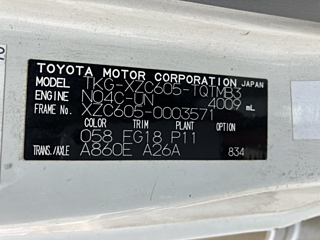 TOYOTA MOTOR CORPORATION JAPAN
MODEL TKG-XZC605-TQTMB3
ENGINE N04C-UN 4009 mL
FRAME No. XZC605-0003571
COLOR TRIM PLANT OPTION
058 FG18 P11
TRANS./AXLE A860E A26A 834